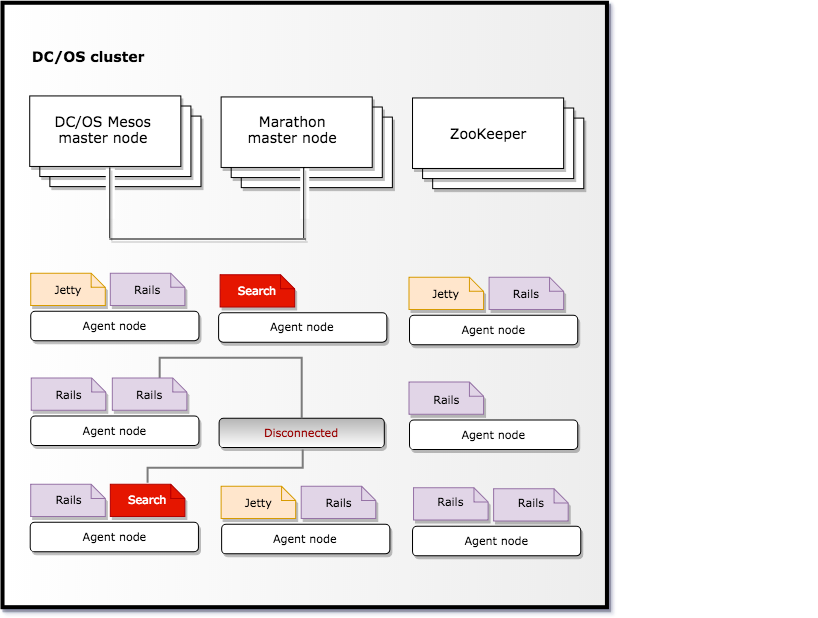 DC/OS cluster
DC/OS Mesos
master node
Marathon
master node
ZooKeeper
Jetty
Rails
Agent node
Search
Agent node
Jetty
Rails
Agent node
Rails
Rails
Agent node
Disconnected
Rails
Agent node
Rails
Search
Agent node
Jetty
Rails
Agent node
Rails
Rails
Agent node